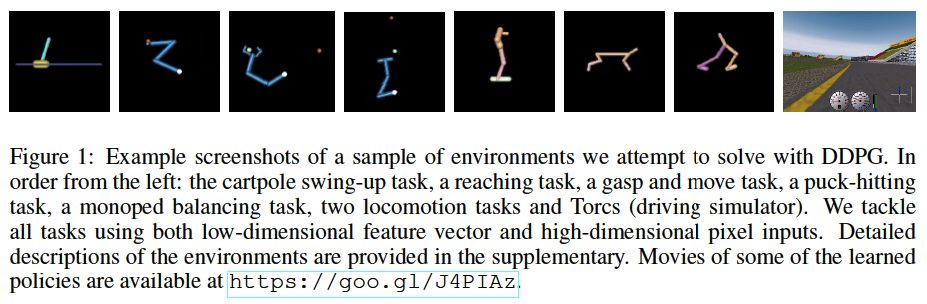 Figure 1: Example screenshots of a sample of environments we attempt to solve with DDPG. In
order from the left: the cartpole swing-up task, a reaching task, a gasp and move task, a puck-hitting
task, a monoped balancing task, two locomotion tasks and Torcs (driving simulator). We tackle
all tasks using both low-dimensional feature vector and high-dimensional pixel inputs. Detailed
descriptions of the environments are provided in the supplementary. Movies of some of the learned
policies are available at https://goo.gl/J4PIAz.